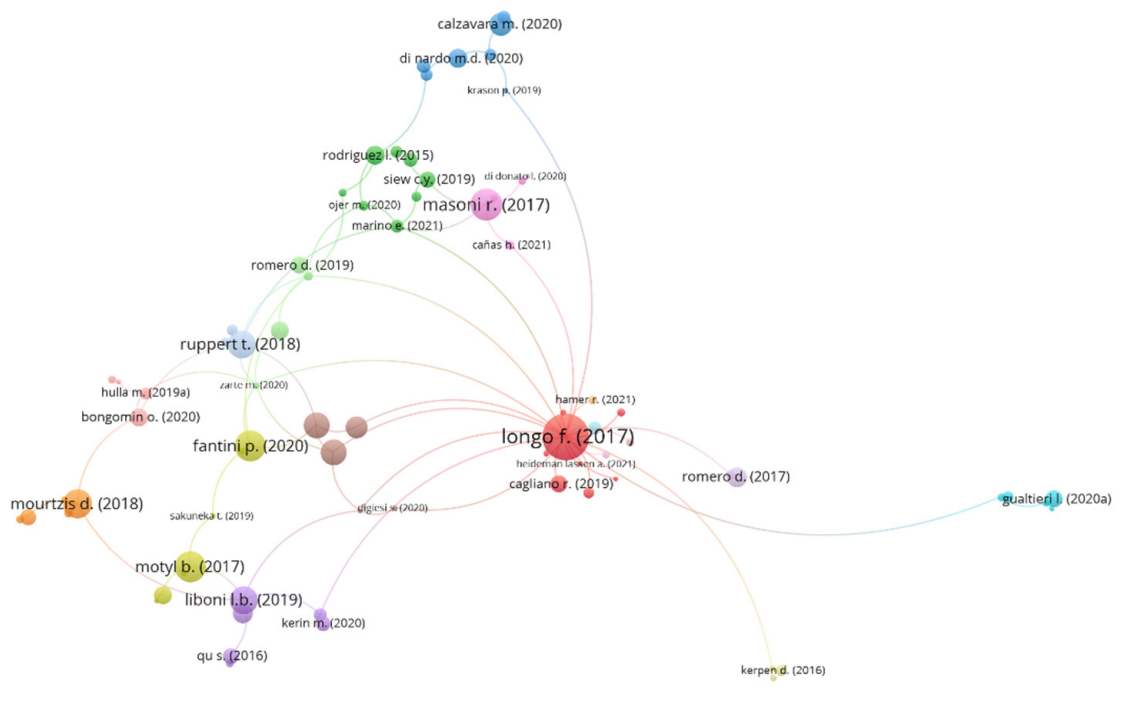 calzavara m. (2020)
di nardo m.d. (2020)
krason p. (2019)
rodriguez l. (2015)
siew c.y. (2019)
di donato l. (2020)
ojer m. (2020)
masoni r. (2017)
marino e. (2021)
cañas h. (2021)
romero d. (2019)
ruppert t. (2018)
zarte m. (2020)
hulla m. (2019a)
hamer r. (2021)
bongomin o. (2020)
longo f. (2017)
fantini p. (2020)
heideman lassen a. (2021)
romero d. (2017)
cagliano r. (2019)
mourtzis d. (2018)
gualtieri l. (2020a)
digiesi s. (2020)
sakuneka t. (2019)
motyl b. (2017)
liboni l.b. (2019)
kerin m. (2020)
qu s. (2016)
kerpen d. (2016)